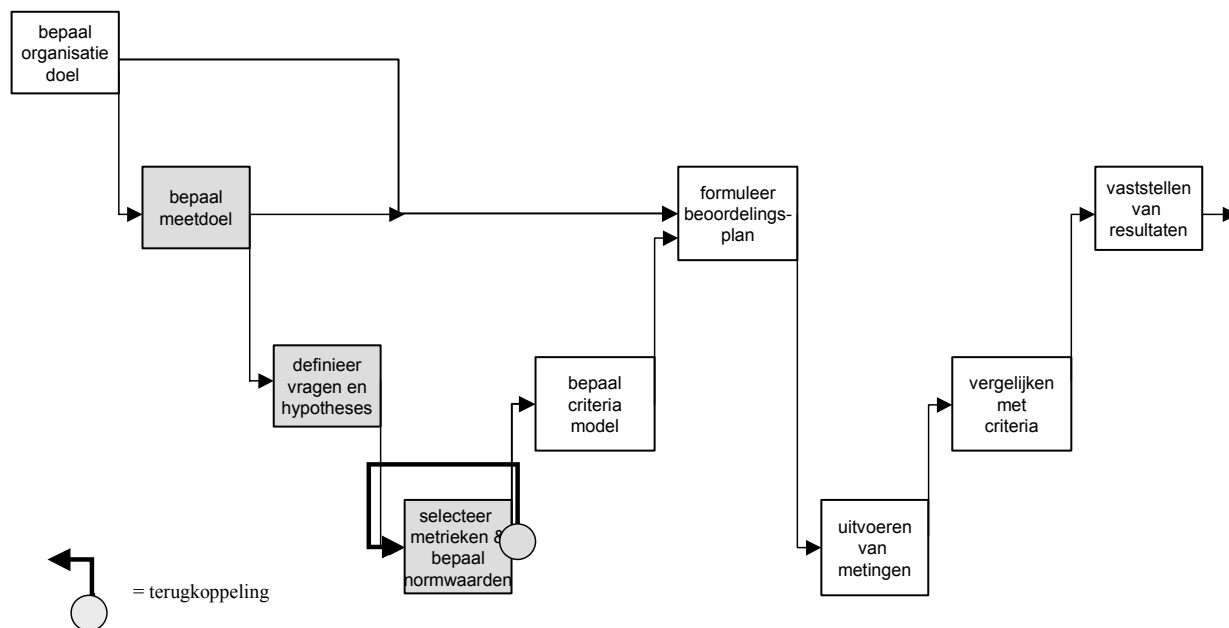 bepaal
organisatie
doel
bepaal
meetdoel
formuleer
beoordelings-
plan
vaststellen
van
resultaten
definieer
vragen en
hypotheses
bepaal
criteria
model
vergelijken
met
criteria
selecteer
metrieken &
bepaal
normwaarden
uitvoeren
van
metingen
= terugkoppeling